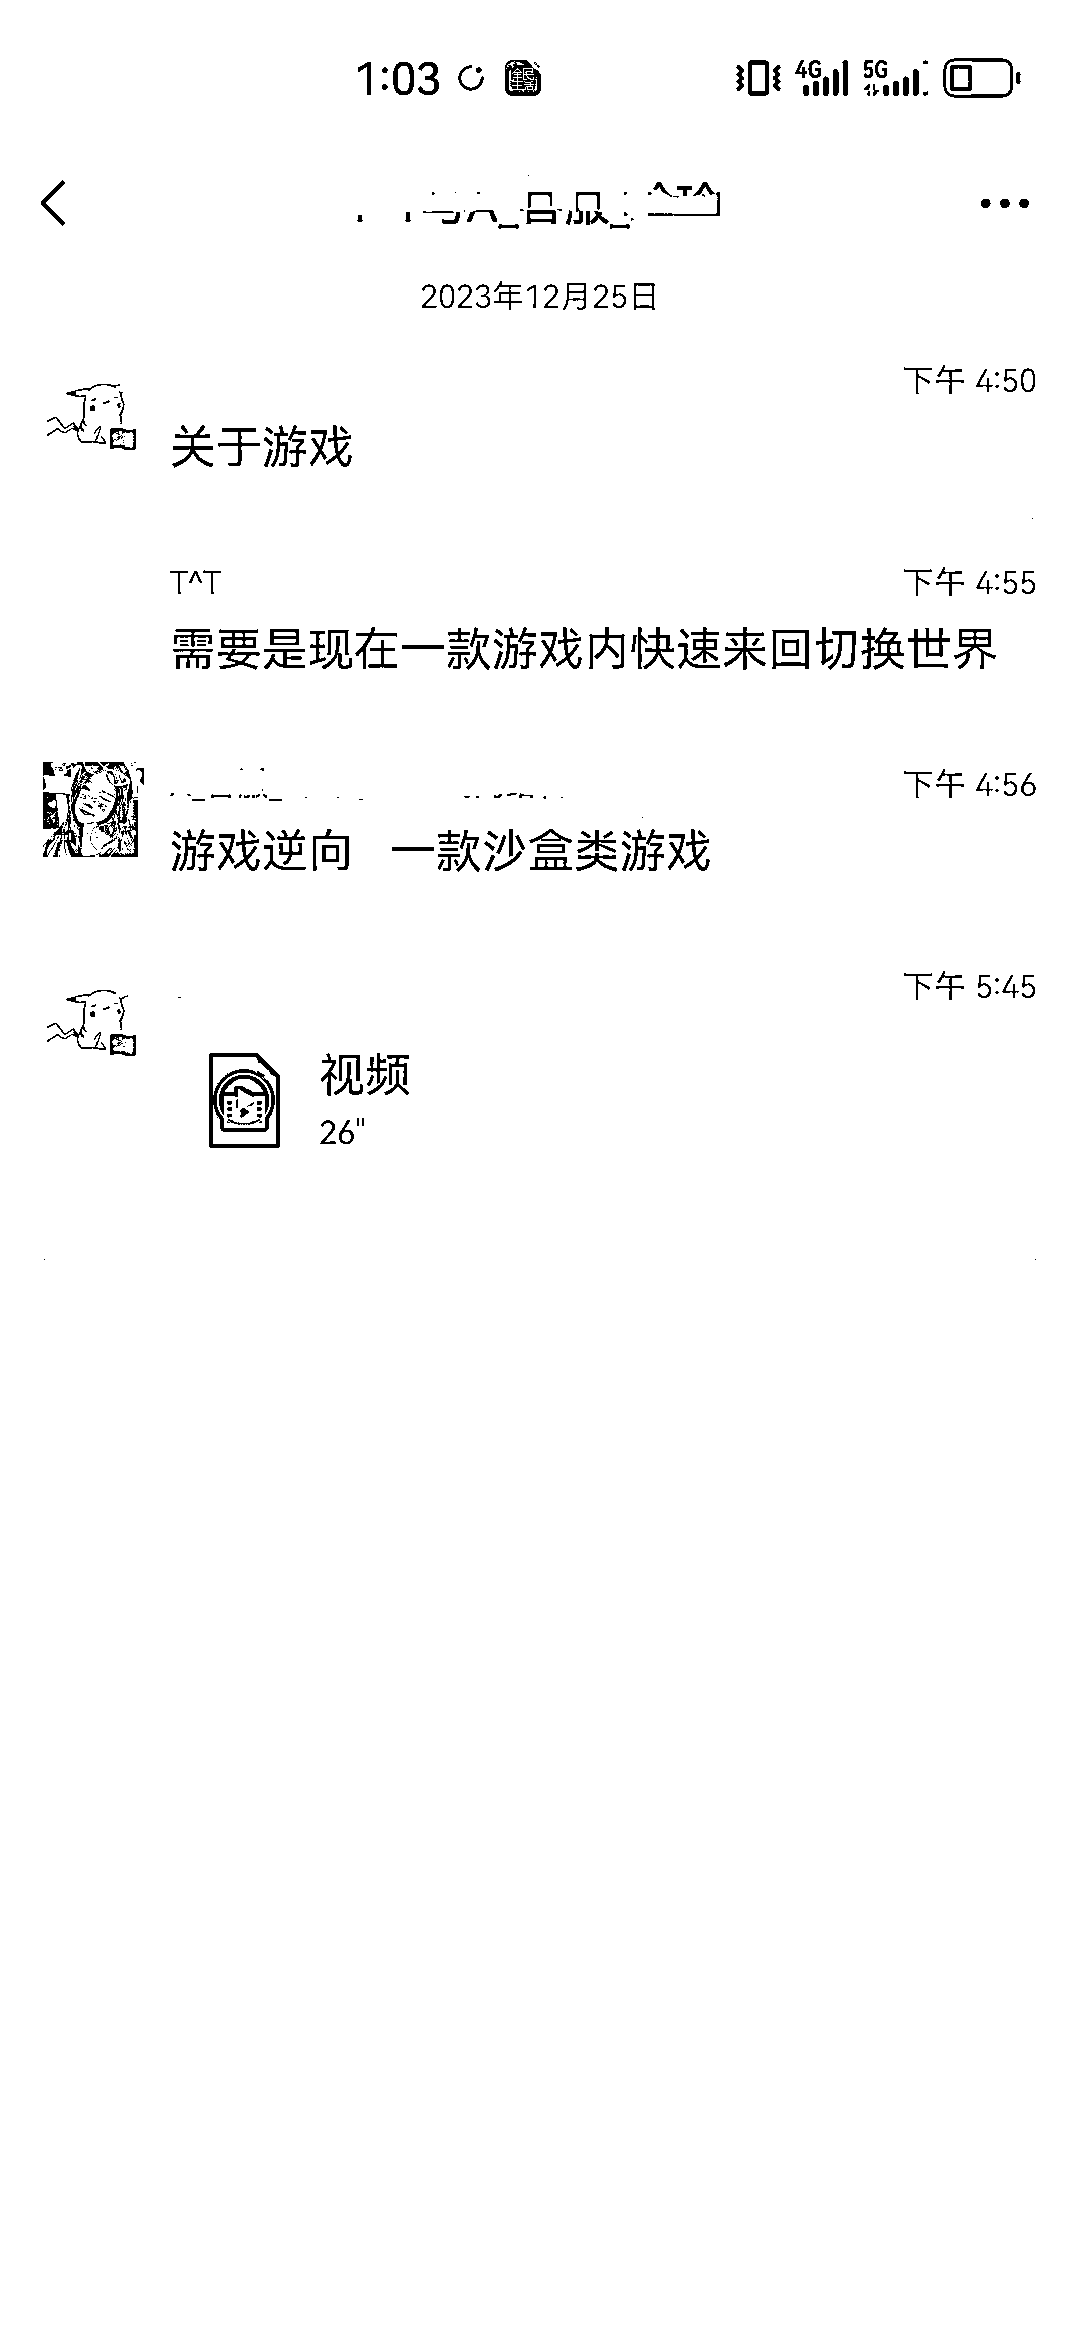 1:03
4G 5G
2023年12月25日
下午 4:50
关于游戏
T^T
下午 4:55
需要是现在一款游戏内快速来回切换世界
下午 4:56
游戏逆向 一款沙盒类游戏
下午 5:45
视频
26"